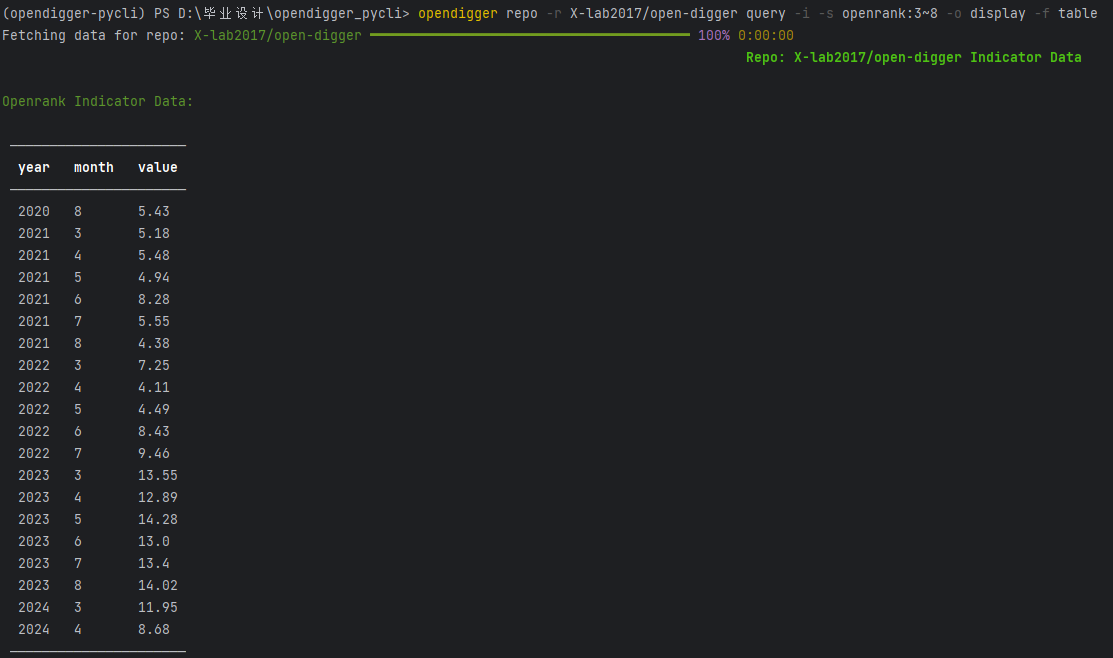 (opendigger-pycli) PS D:\毕业设计\opendigger_pycli> opendigger repo -r X-lab2017/open-digger query -i -s openrank:3~8 -o display -f table
Fetching data for repo: X-lab2017/open-digger 100% 0:00:00
Repo: X-lab2017/open-digger Indicator Data
Openrank Indicator Data:
year month value
2020 8 5.43
2021 3 5.18
2021 4 5.48
2021 5 4.94
2021 6 8.28
2021 7 5.55
2021 8 4.38
2022 3 7.25
2022 4 4.11
2022 5 4.49
2022 6 8.43
2022 7 9.46
2023 3 13.55
2023 4 12.89
2023 5 14.28
2023 6 13.0
2023 7 13.4
2023 8 14.02
2024 3 11.95
2024 4 8.68